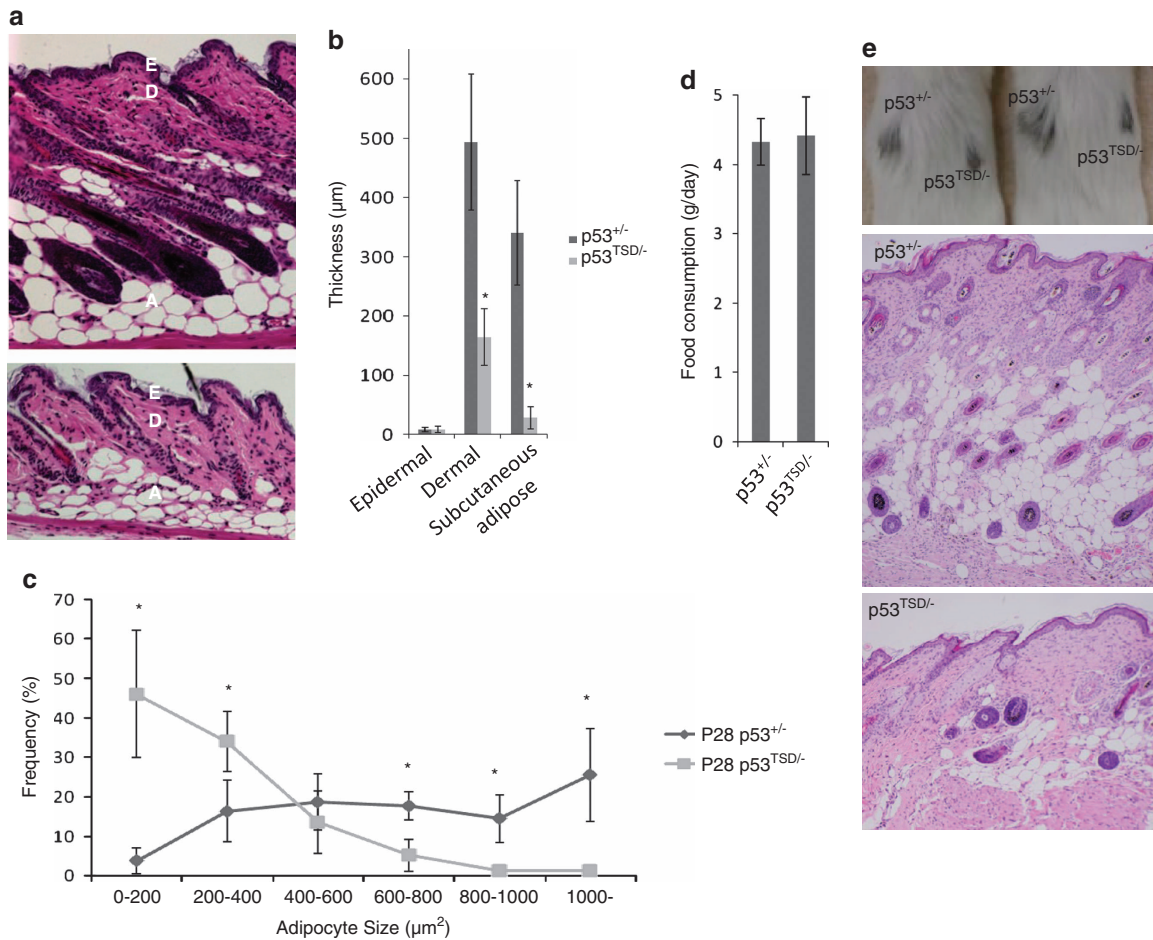 a
E
D
A
E
D
A
b
Thickness (µm)
600
500
400
300
200
100
0
*
*
p53+/-
p53TSD/-
Epidermal
Dermal
Subcutaneous
adipose
c
Frequency (%)
70
60
50
40
30
20
10
0
*
*
*
*
*
0-200
200-400
400-600
600-800
800-1000
1000-
Adipocyte Size (µm²)
P28 p53+/-
P28 p53TSD/-
d
Food consumption (g/day)
5
4
3
2
1
0
p53+/-
p53TSD/-
e
p53+/-
p53+/-
p53TSD/-
p53TSD/-
p53+/-
p53TSD/-